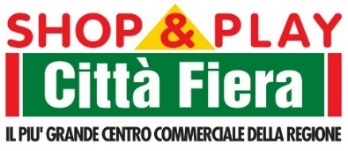 SHOP & PLAY
Città Fiera
IL PIU' GRANDE CENTRO COMMERCIALE DELLA REGIONE